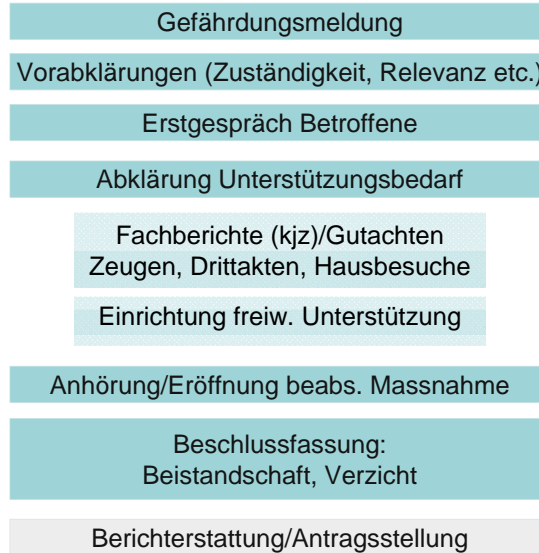 Gefährdungsmeldung
Vorabklärungen (Zuständigkeit, Relevanz etc.)
Erstgespräch Betroffene
Abklärung Unterstützungsbedarf
Fachberichte (kjz)/Gutachten
Zeugen, Drittakten, Hausbesuche
Einrichtung freiw. Unterstützung
Anhörung/Eröffnung beabs. Massnahme
Beschlussfassung:
Beistandschaft, Verzicht
Berichterstattung/Antragsstellung